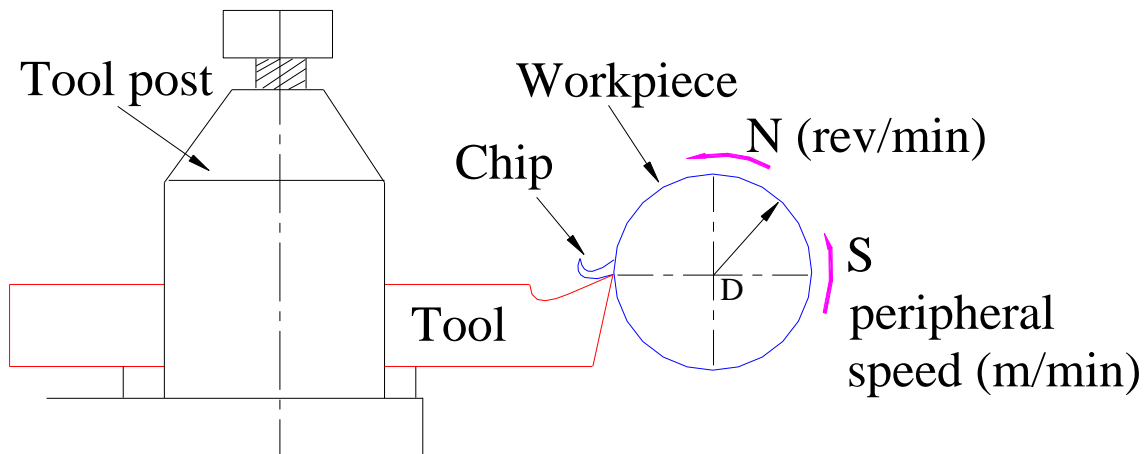 Tool post
Workpiece
N (rev/min)
Chip
S
peripheral
speed (m/min)
D
Tool